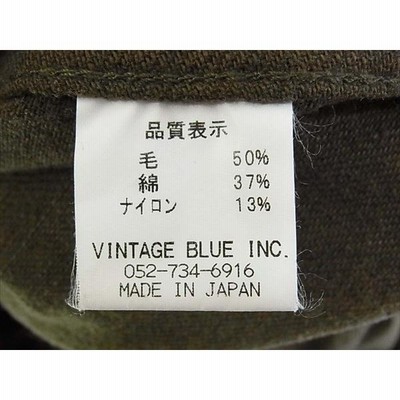 品質表示
毛 50%
綿 37%
ナイロン 13%
VINTAGE BLUE INC.
052-734-6916
MADE IN JAPAN